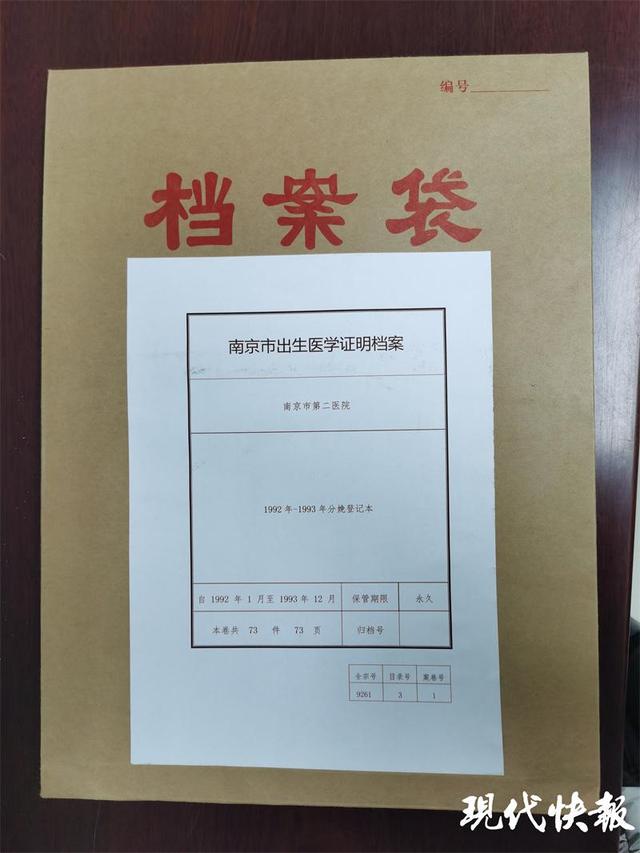 编号
档案袋
南京市出生医学证明档案
南京市第二医院
1992年-1993年分娩登记本
自 1992 年 1 月至 1993 年 12 月 保管期限 永久
本卷共 73 件 73 页 归档号
全宗号 目录号 案卷号
9261 3 1
现代快報